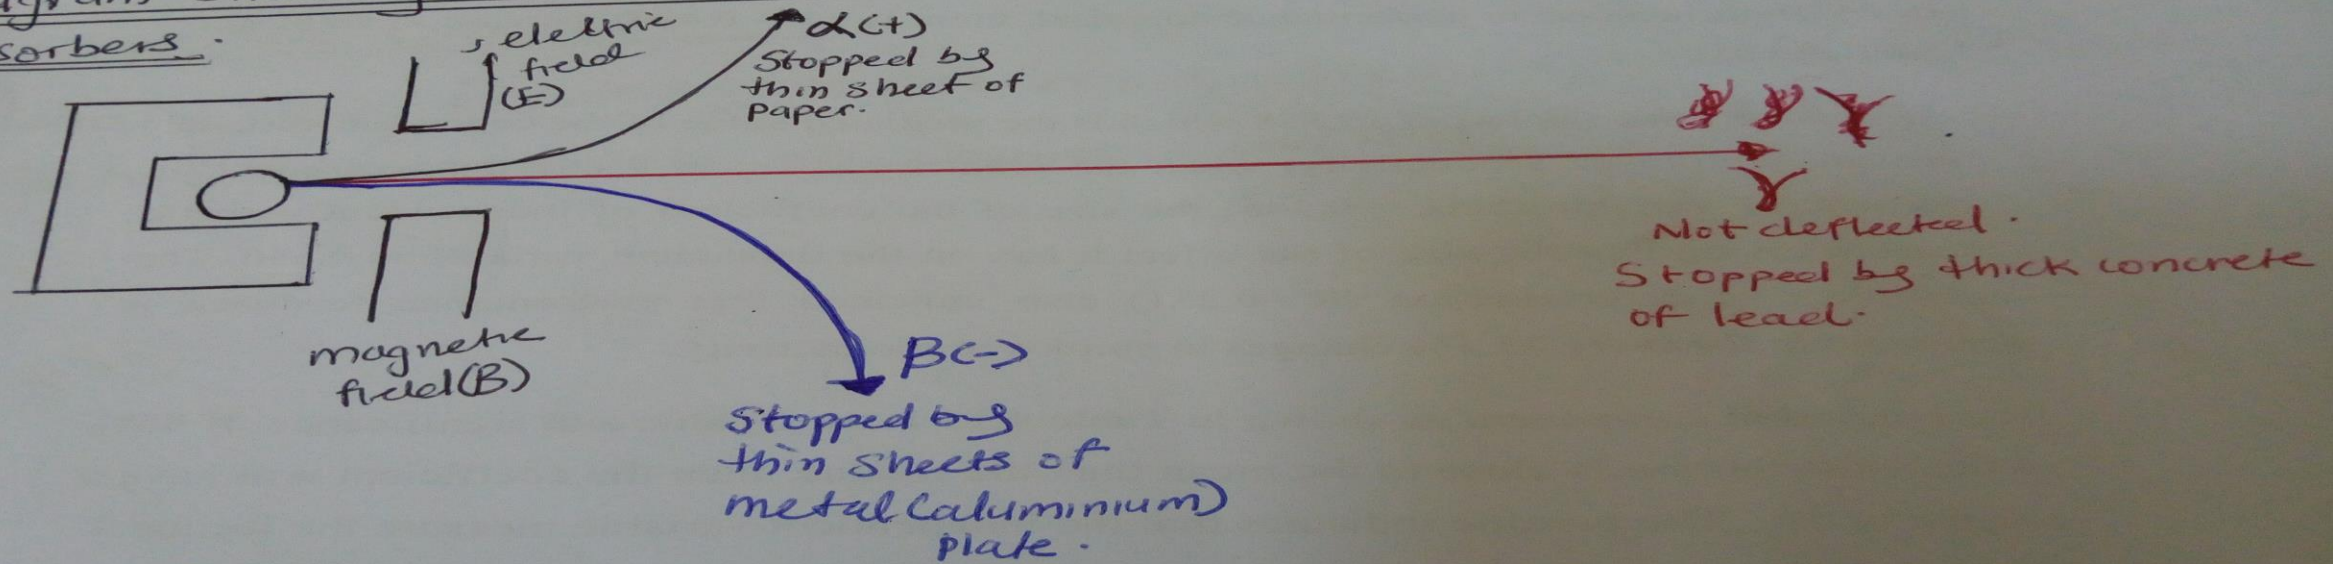 sorbers.
electric
field
(E)
α(+)
Stopped by
thin sheet of
paper.
γ
Not deflected.
Stopped by thick concrete
of lead.
magnetic
field(B)
β(-)
Stopped by
thin sheets of
metal (aluminium)
plate.